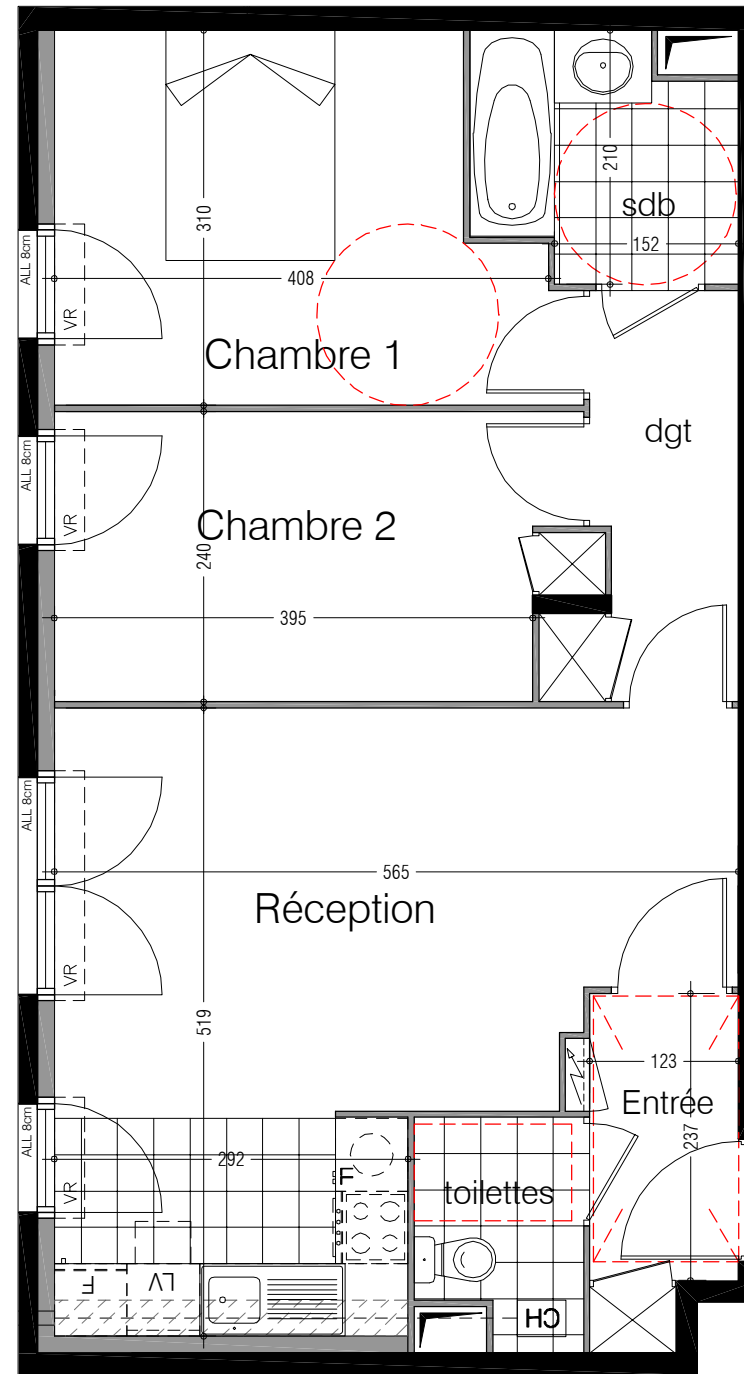 210
sdb
152
310
408
ALL 8cm
VR
Chambre 1
dgt
ALL 8cm
VR
Chambre 2
240
395
ALL 8cm
VR
565
Réception
519
123
Entrée
237
ALL 8cm
VR
292
F
toilettes
F
LV
CH